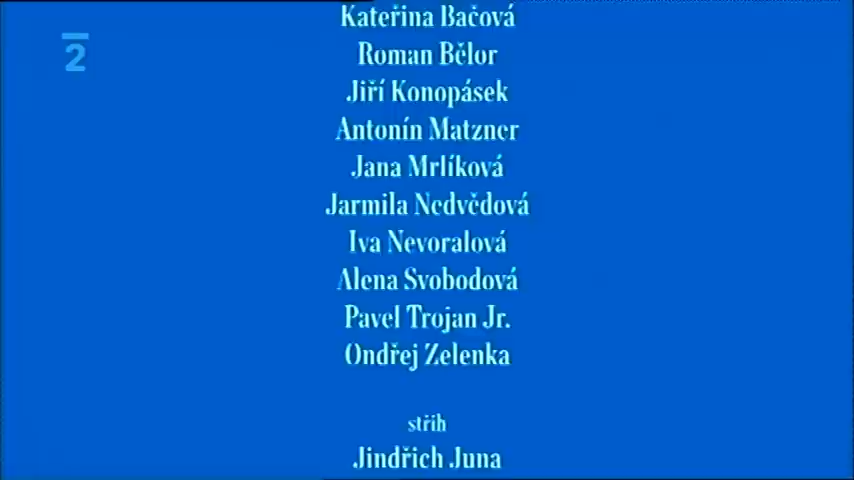 2
Kateřina Bačová
Roman Bělor
Jiří Konopásek
Antonín Matzner
Jana Mrlíková
Jarmila Nedvědová
Iva Nevoralová
Alena Svobodová
Pavel Trojan Jr.
Ondřej Zelenka
střih
Jindřich Juna